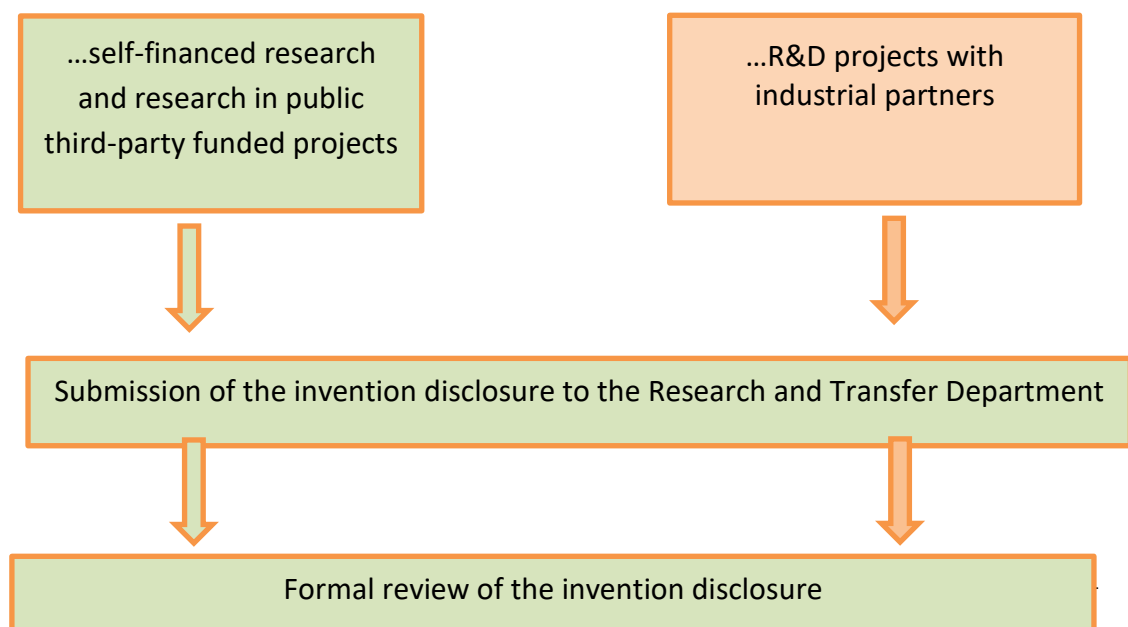 …self-financed research
and research in public
third-party funded projects
…R&D projects with
industrial partners
Submission of the invention disclosure to the Research and Transfer Department
Formal review of the invention disclosure